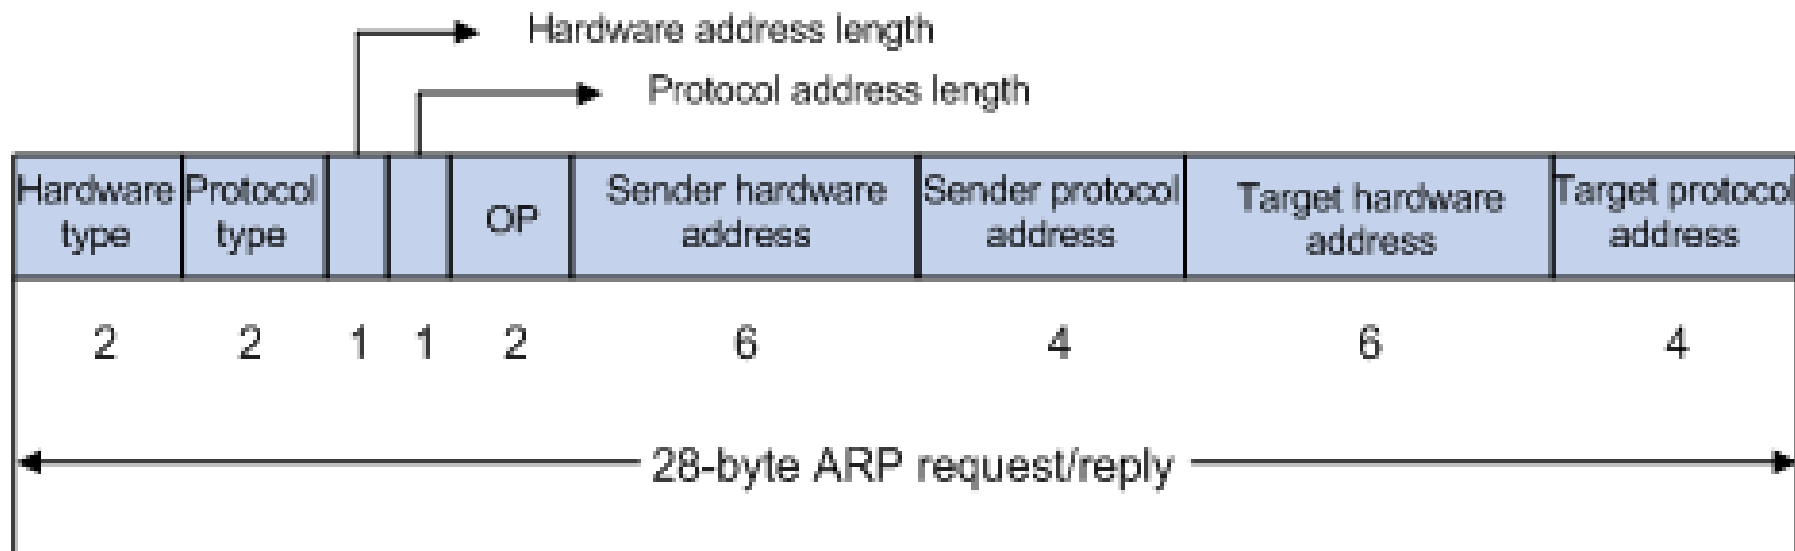 Hardware address length
Protocol address length
Hardware type
Protocol type
OP
Sender hardware address
Sender protocol address
Target hardware address
Target protocol address
2 2 1 1 2 6 4 6 4
28-byte ARP request/reply